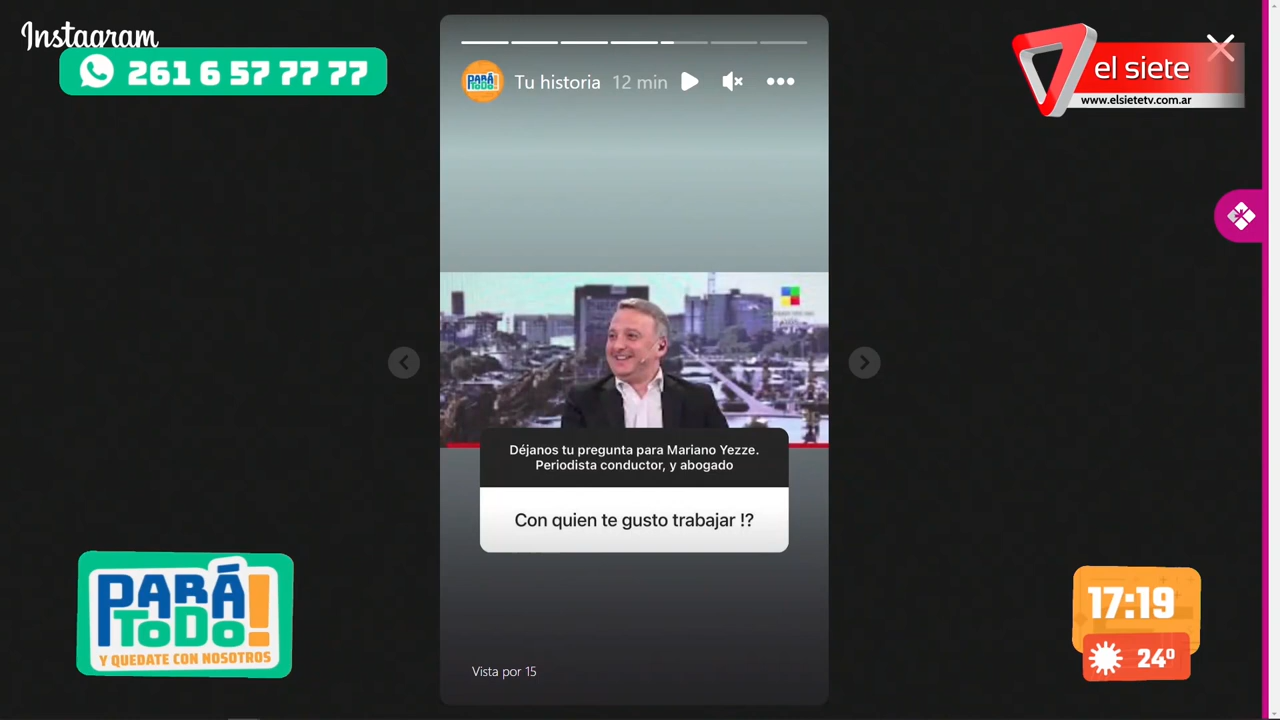 Instagram
261 6 57 77 77
el siete
www.elsietetv.com.ar
PARÁ TODO!
Tu historia 12 min
Déjanos tu pregunta para Mariano Yezze.
Periodista conductor, y abogado
Con quien te gusto trabajar !?
Vista por 15
PARÁ
TODO!
Y QUEDATE CON NOSOTROS
17:19
24º